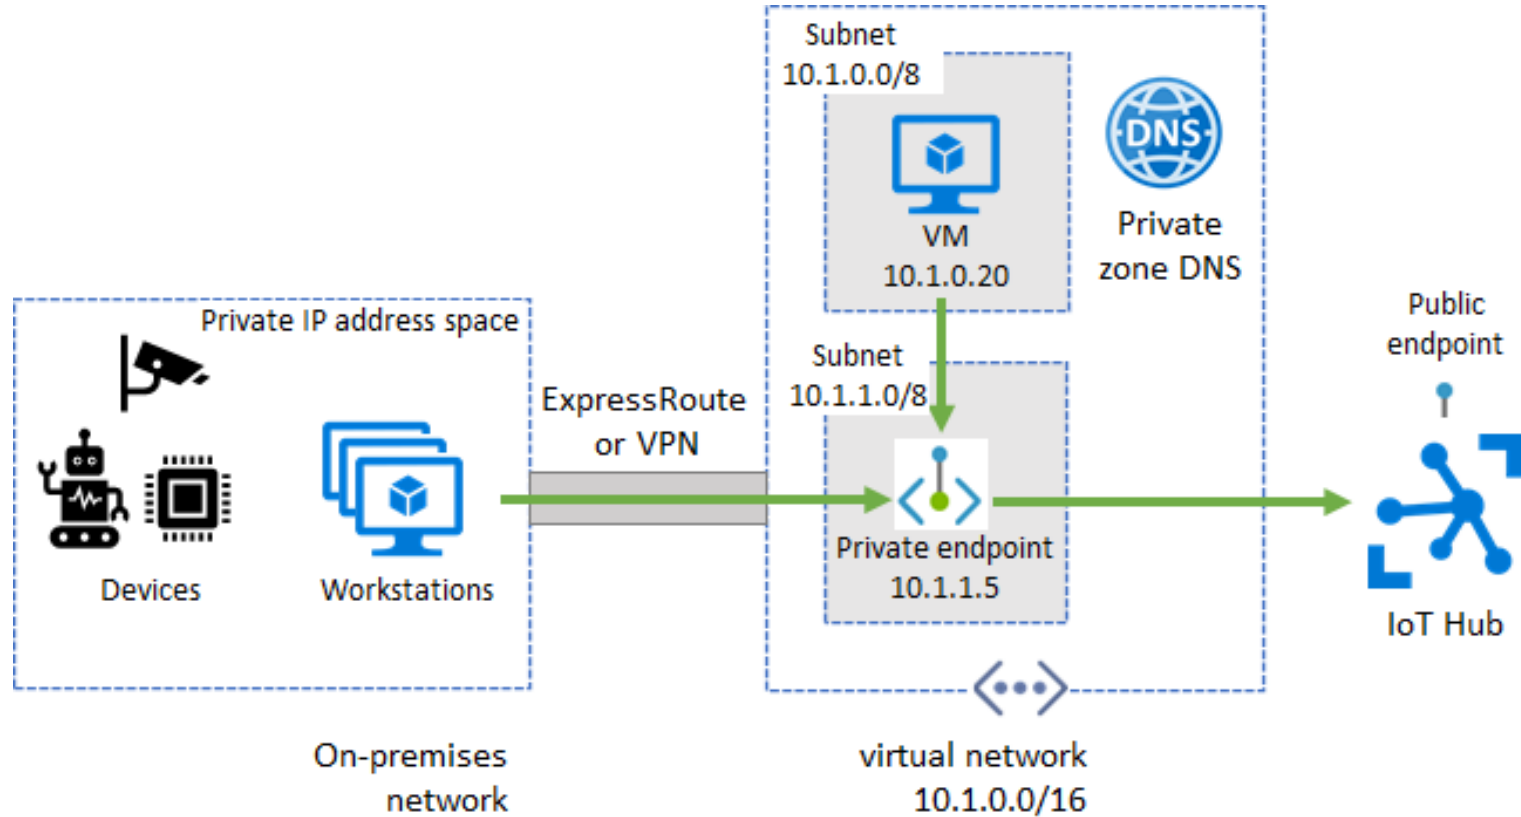 Subnet
10.1.0.0/8
DNS
VM
10.1.0.20
Private
zone DNS
Private IP address space
Devices
Workstations
ExpressRoute
or VPN
Subnet
10.1.1.0/8
Private endpoint
10.1.1.5
Public
endpoint
IoT Hub
On-premises
network
virtual network
10.1.0.0/16